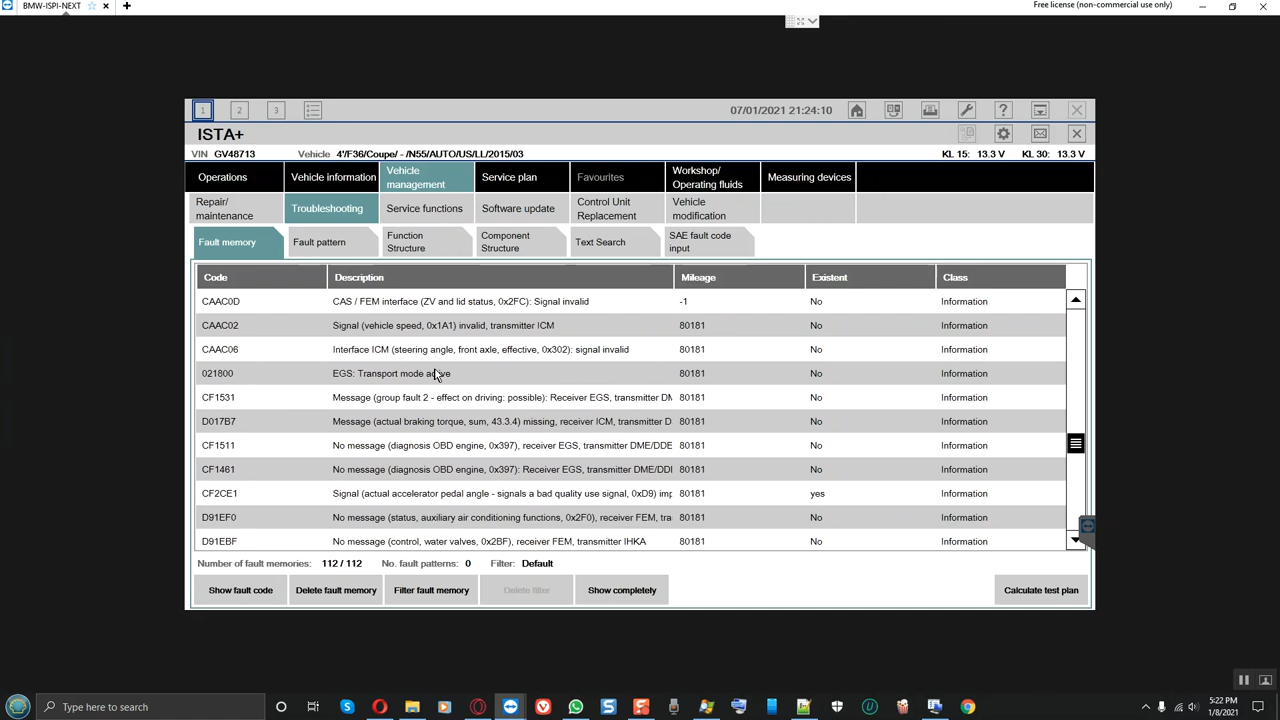 BMW-ISPI-NEXT
Free license (non-commercial use only)
1 2 3
07/01/2021 21:24:10
ISTA+
VIN GV48713 Vehicle 4'/F36/Coupe/ - /N55/AUTO/US/LL/2015/03 KL 15: 13.3 V KL 30: 13.3 V
Operations Vehicle information Vehicle management Service plan Favourites Workshop/ Operating fluids Measuring devices
Repair/ maintenance Troubleshooting Service functions Software update Control Unit Replacement Vehicle modification
Fault memory Fault pattern Function Structure Component Structure Text Search SAE fault code input
Code Description Mileage Existent Class
CAAC0D CAS / FEM interface (ZV and lid status, 0x2FC): Signal invalid -1 No Information
CAAC02 Signal (vehicle speed, 0x1A1) invalid, transmitter ICM 80181 No Information
CAAC06 Interface ICM (steering angle, front axle, effective, 0x302): signal invalid 80181 No Information
021800 EGS: Transport mode active 80181 No Information
CF1531 Message (group fault 2 - effect on driving: possible): Receiver EGS, transmitter DM 80181 No Information
D017B7 Message (actual braking torque, sum, 43.3.4) missing, receiver ICM, transmitter D 80181 No Information
CF1511 No message (diagnosis OBD engine, 0x397), receiver EGS, transmitter DME/DDE 80181 No Information
CF1461 No message (diagnosis OBD engine, 0x397): Receiver EGS, transmitter DME/DDI 80181 No Information
CF2CE1 Signal (actual accelerator pedal angle - signals a bad quality use signal, 0xD9) imp 80181 yes Information
D91EF0 No message (status, auxiliary air conditioning functions, 0x2F0), receiver FEM, tra 80181 No Information
D91EBF No message (control, water valves, 0x2BF), receiver FEM, transmitter IHKA 80181 No Information
Number of fault memories: 112 / 112 No. fault patterns: 0 Filter: Default
Show fault code Delete fault memory Filter fault memory Delete filter Show completely Calculate test plan
Type here to search
5:22 PM
1/8/2021